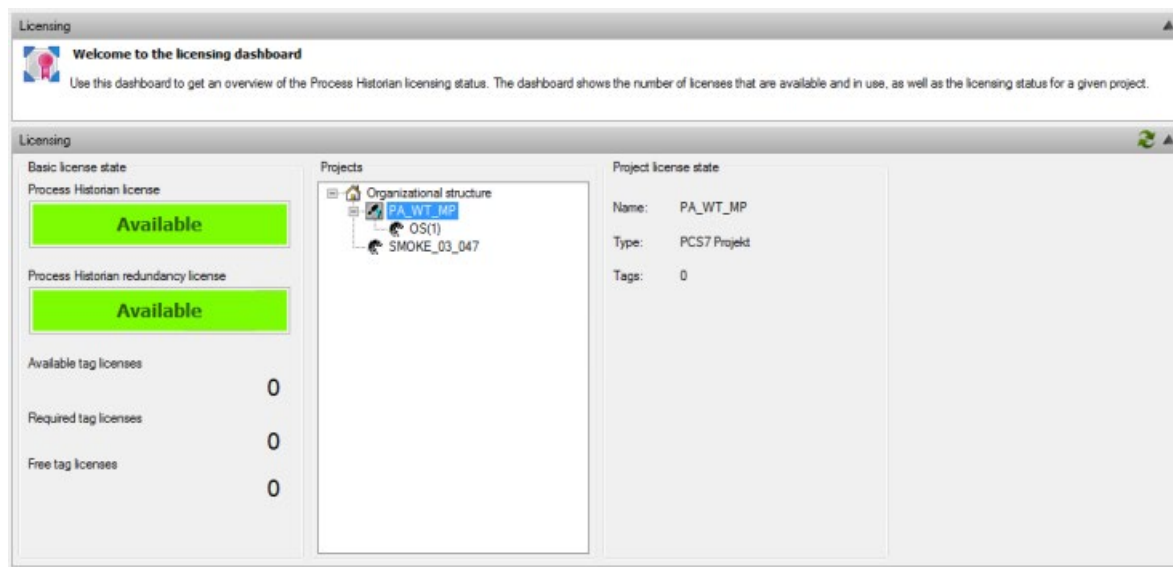 Licensing
Welcome to the licensing dashboard
Use this dashboard to get an overview of the Process Historian licensing status. The dashboard shows the number of licenses that are available and in use, as well as the licensing status for a given project.
Licensing
Basic license state
Process Historian license
Available
Process Historian redundancy license
Available
Available tag licenses
0
Required tag licenses
0
Free tag licenses
0
Projects
Organizational structure
PA_WT_MP
OS(1)
SMOKE_03_047
Project license state
Name: PA_WT_MP
Type: PCS7 Projekt
Tags: 0